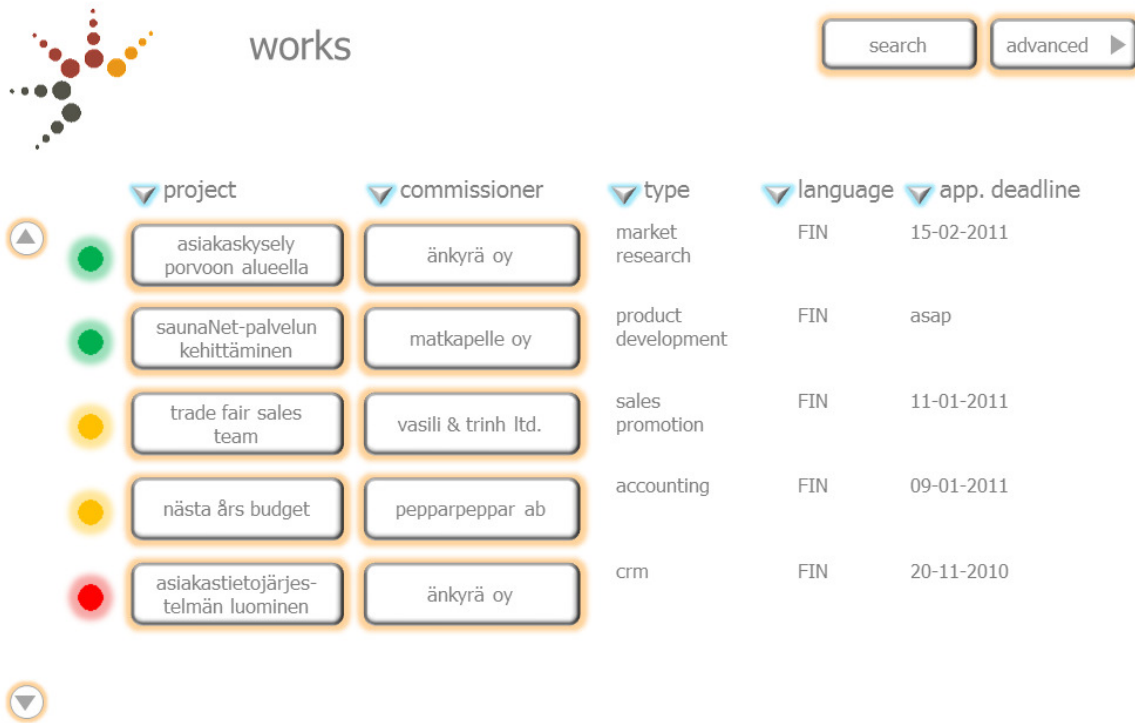 works
search
advanced
project commissioner type language app. deadline
asiakaskysely
porvoon alueella
änkyrä oy
market
research
FIN
15-02-2011
saunaNet-palvelun
kehittäminen
matkapelle oy
product
development
FIN
asap
trade fair sales
team
vasili & trinh ltd.
sales
promotion
FIN
11-01-2011
nästa års budget
pepparpeppar ab
accounting
FIN
09-01-2011
asiakastietojärjes-
telmän luominen
änkyrä oy
crm
FIN
20-11-2010